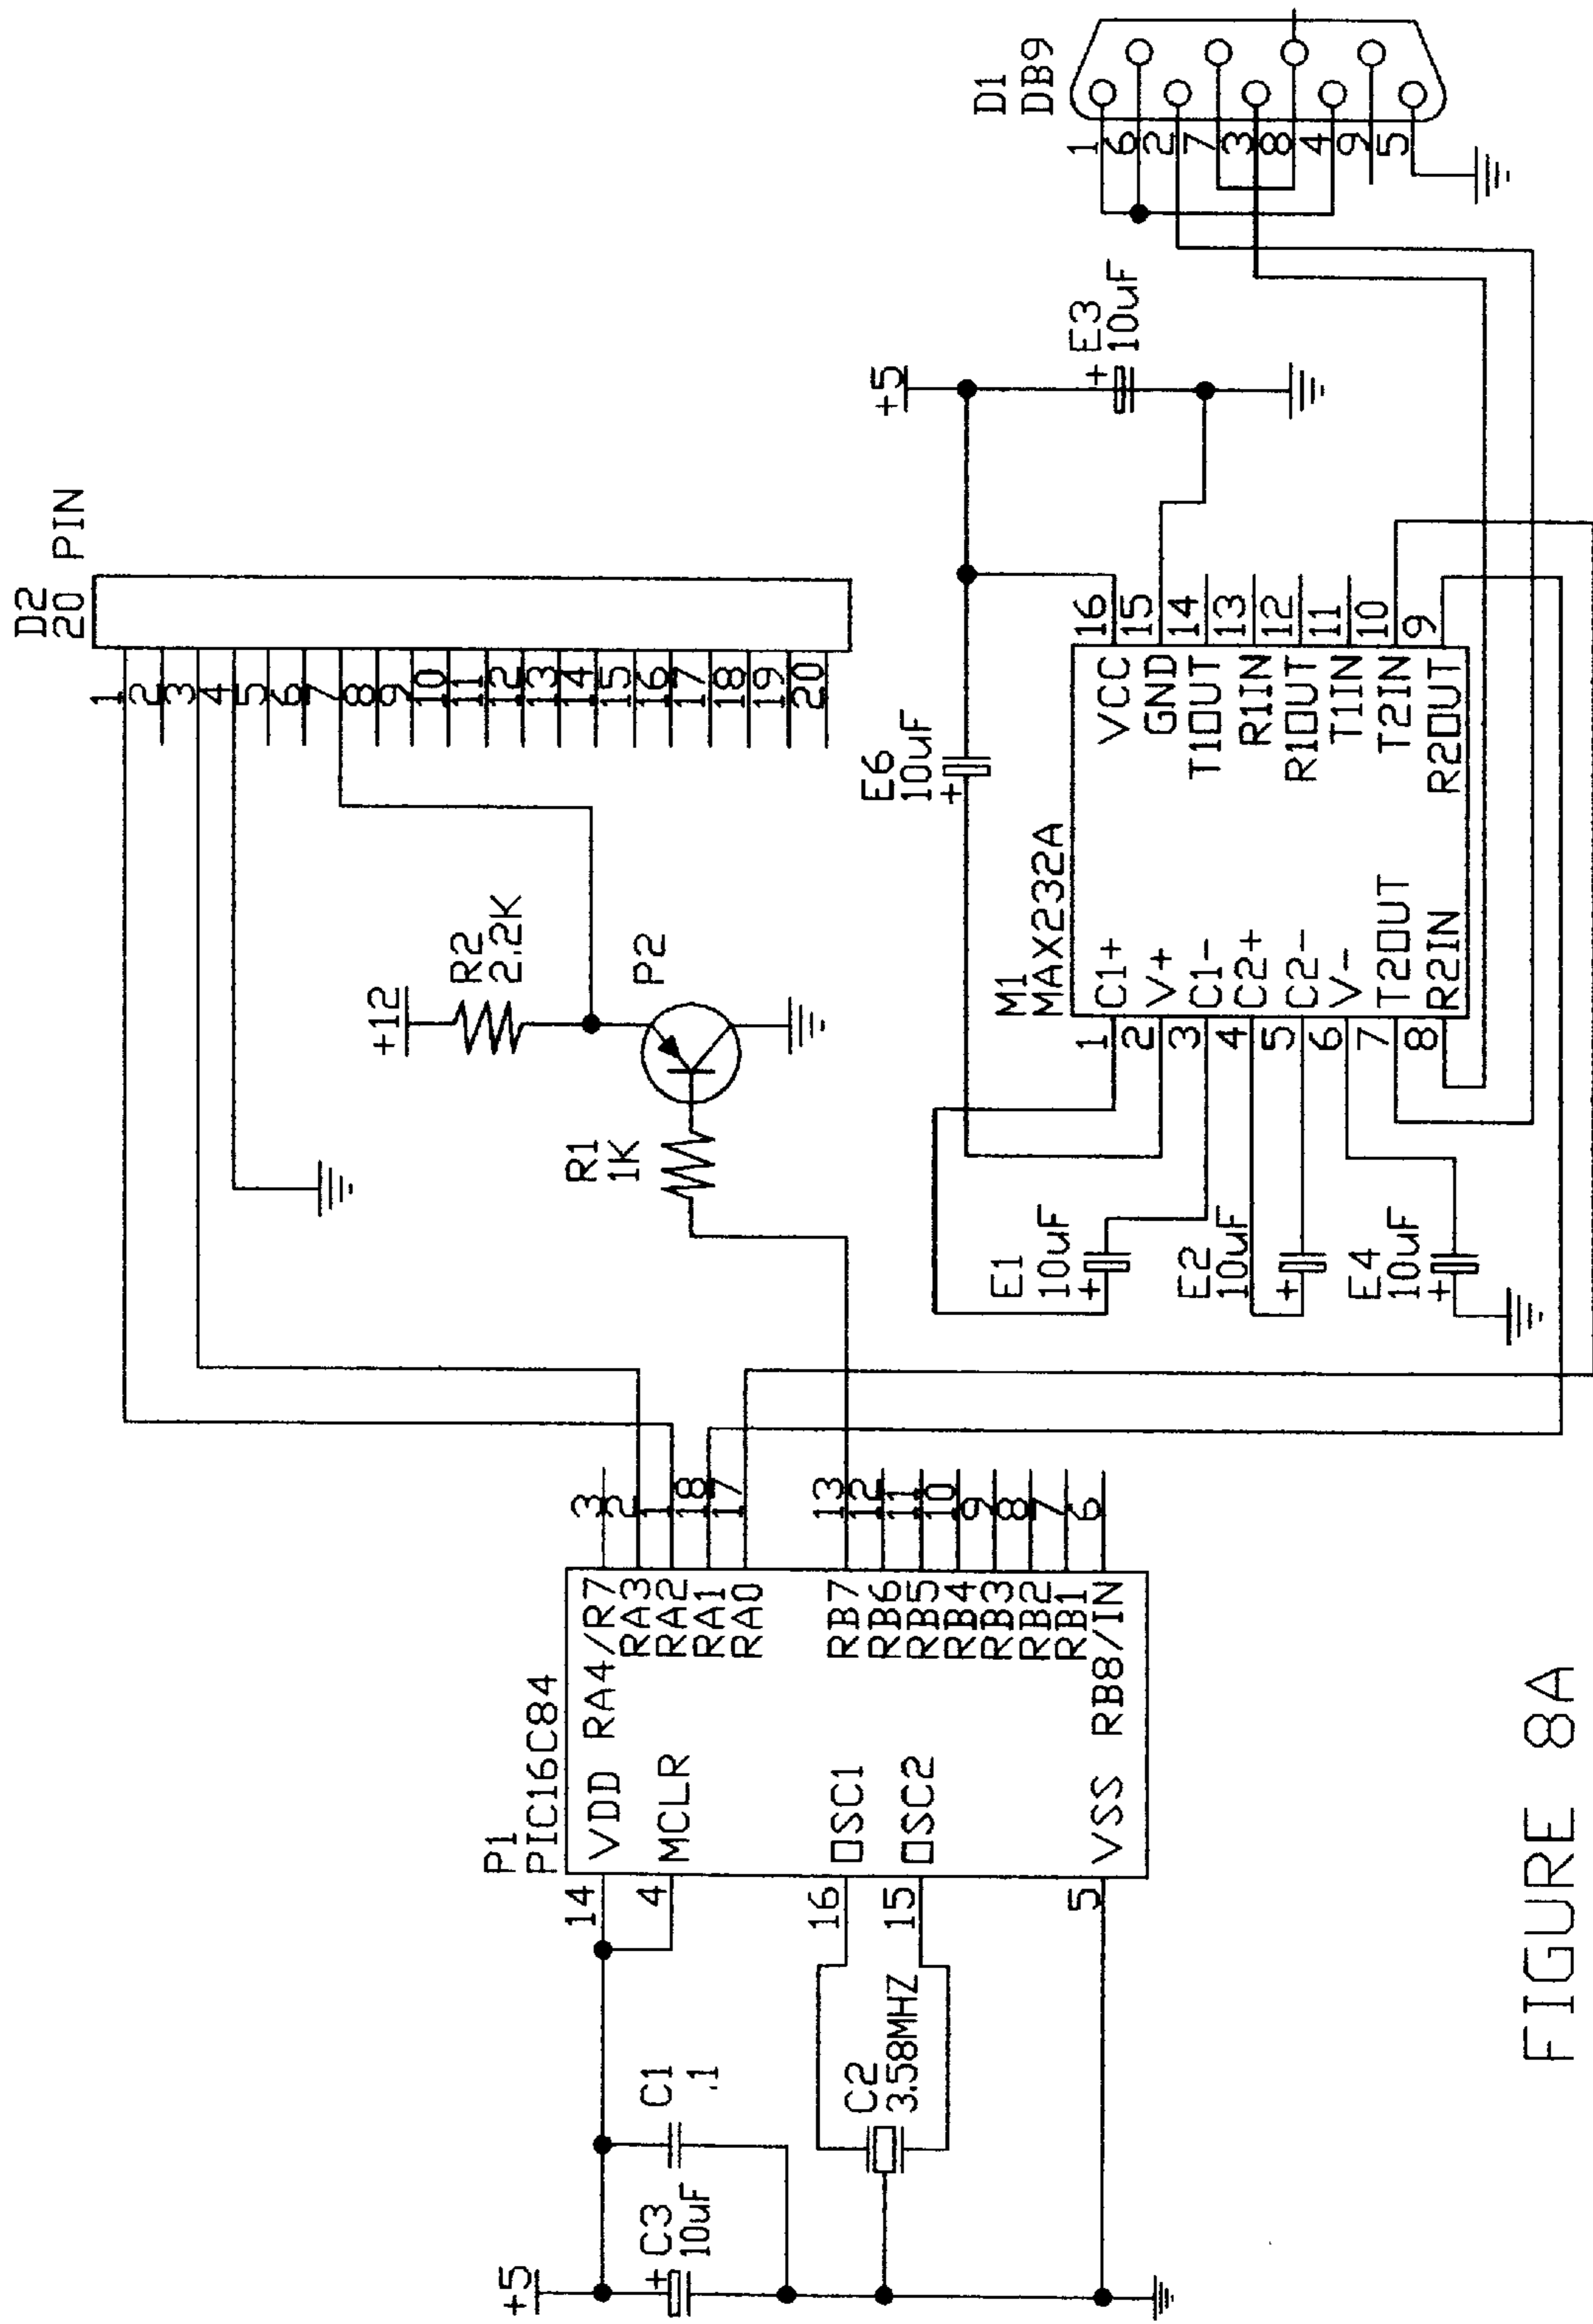 D2
20 PIN
1
2
3
4
5
6
7
8
9
10
11
12
13
14
15
16
17
18
19
20
D1
DB9
1
6
2
7
3
8
4
9
5
+12
R2
2.2K
P2
R1
1K
+5
E3
+
10uF
E6
10uF
+
M1
MAX232A
1 C1+
2 V+
3 C1-
4 C2+
5 C2-
6 V-
7 T2OUT
8 R2IN
VCC 16
GND 15
T1OUT 14
R1IN 13
R1OUT 12
T1IN 11
T2IN 10
R2OUT 9
E1
10uF
+
E2
10uF
+
E4
10uF
+
P1
PIC16C84
14 VDD
4 MCLR
16 OSC1
15 OSC2
5 VSS
RA4/R7 3
RA3 2
RA2 1
RA1 18
RA0 17
RB7 13
RB6 12
RB5 11
RB4 10
RB3 9
RB2 8
RB1 7
RB8/IN 6
+5
+
C3
10uF
C1
.1
C2
3.58MHZ
FIGURE 8A